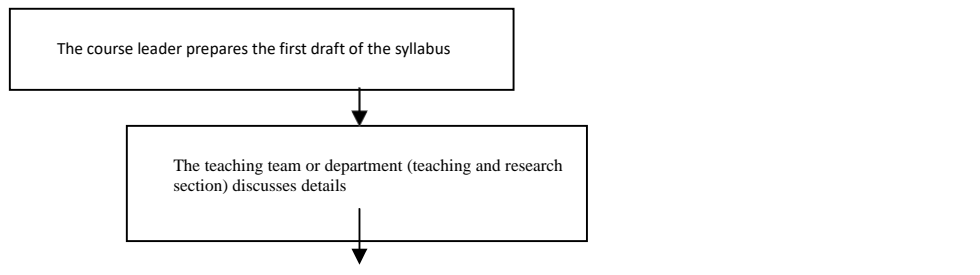 The course leader prepares the first draft of the syllabus
The teaching team or department (teaching and research
section) discusses details